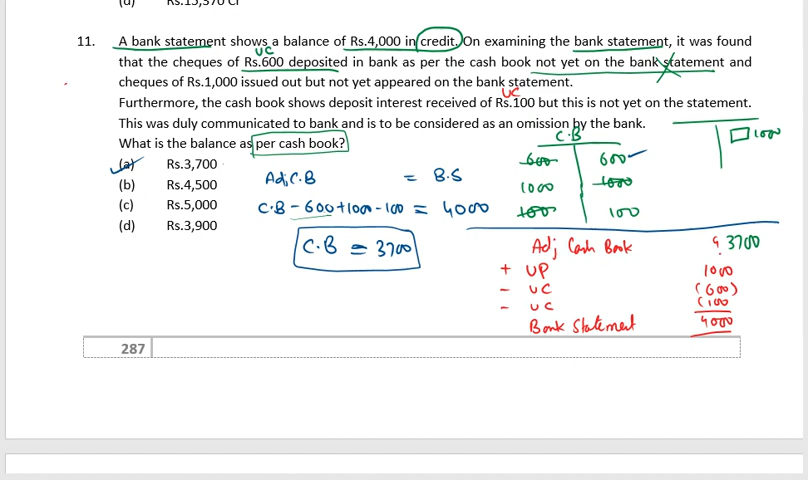 (d) Rs.15,370 Cr
11. A bank statement shows a balance of Rs.4,000 in credit. On examining the bank statement, it was found
UC
that the cheques of Rs.600 deposited in bank as per the cash book not yet on the bank statement and
cheques of Rs.1,000 issued out but not yet appeared on the bank statement.
UC
Furthermore, the cash book shows deposit interest received of Rs.100 but this is not yet on the statement.
This was duly communicated to bank and is to be considered as an omission by the bank.
What is the balance as per cash book?
(a) Rs.3,700
(b) Rs.4,500
(c) Rs.5,000
(d) Rs.3,900
Adj C.B = B.S
C.B - 600 + 1000 - 100 = 4000
C.B = 3700
C.B
600 600
1000 1000
100 100
1000
Adj Cash Book 3700
+ UP 1000
- UC (600)
- UC (100
Bank Statement 4000
287